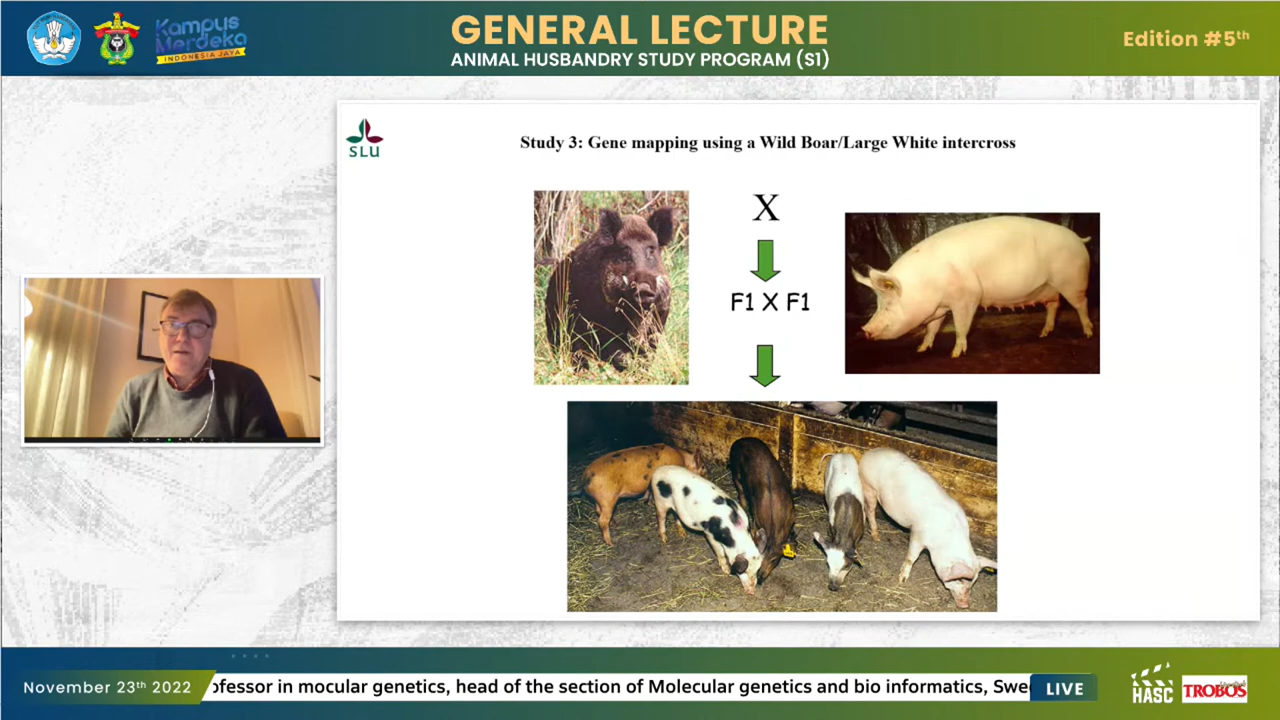 Kampus
Merdeka
INDONESIA JAYA
GENERAL LECTURE
ANIMAL HUSBANDRY STUDY PROGRAM (S1)
Edition #5th
SLU
Study 3: Gene mapping using a Wild Boar/Large White intercross
X
F1 X F1
November 23th 2022
ofessor in mocular genetics, head of the section of Molecular genetics and bio informatics, Swe
LIVE
HASC
TROBOS